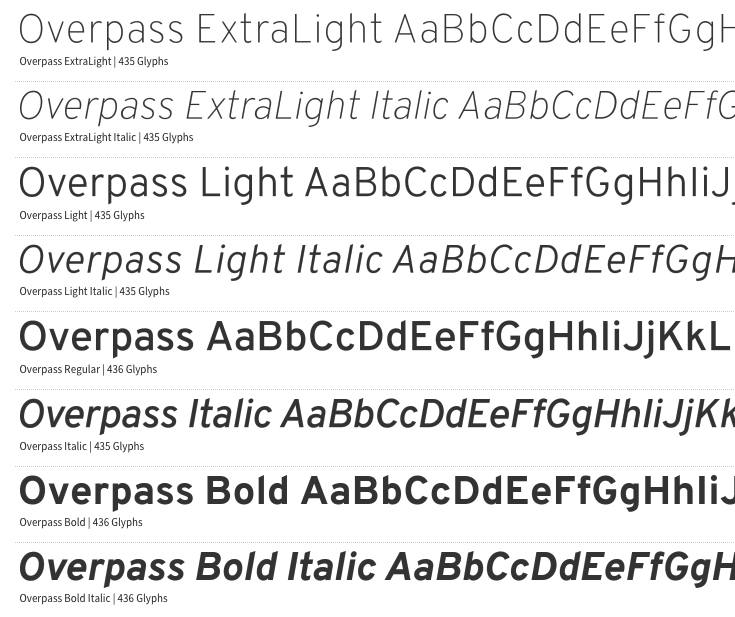 Overpass ExtraLight AaBbCcDdEeFfGgH
Overpass ExtraLight | 435 Glyphs
Overpass ExtraLight Italic AaBbCcDdEeFfG
Overpass ExtraLight Italic | 435 Glyphs
Overpass Light AaBbCcDdEeFfGgHhIiJj
Overpass Light | 435 Glyphs
Overpass Light Italic AaBbCcDdEeFfGgH
Overpass Light Italic | 435 Glyphs
Overpass AaBbCcDdEeFfGgHhIiJjKkL
Overpass Regular | 436 Glyphs
Overpass Italic AaBbCcDdEeFfGgHhIiJjKk
Overpass Italic | 435 Glyphs
Overpass Bold AaBbCcDdEeFfGgHhIiJ
Overpass Bold | 436 Glyphs
Overpass Bold Italic AaBbCcDdEeFfGgH
Overpass Bold Italic | 436 Glyphs